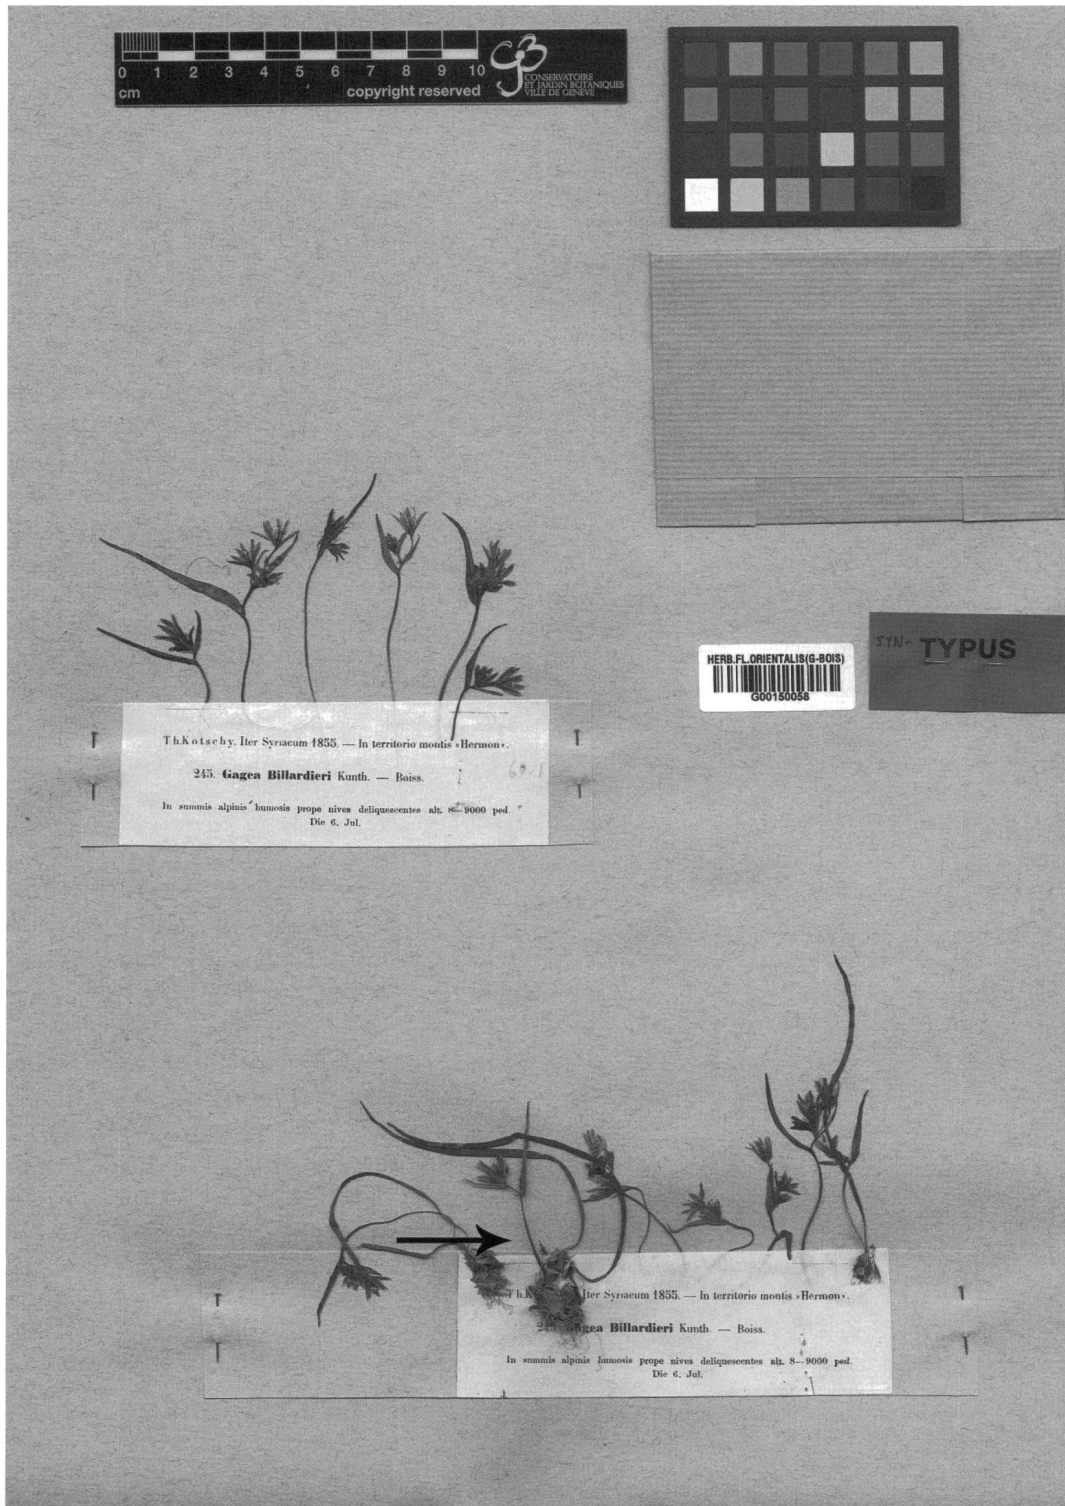 0 1 2 3 4 5 6 7 8 9 10
cm
copyright reserved
CONSERVATOIRE
ET JARDIN BOTANIQUES
VILLE DE GENEVE
SYN- TYPUS
HERB.FL.ORIENTALIS(G-BOIS)
G00150058
Th.Kotschy. Iter Syriacum 1855. — In territorio montis »Hermon«.
245. Gagea Billardieri Kunth. — Boiss.
In summis alpinis humosis prope nives deliquescentes alt. 8—9000 ped.
Die 6. Jul.
Th.K Iter Syriacum 1855. — In territorio montis »Hermon«.
Gagea Billardieri Kunth. — Boiss.
In summis alpinis humosis prope nives deliquescentes alt. 8—9000 ped.
Die 6. Jul.